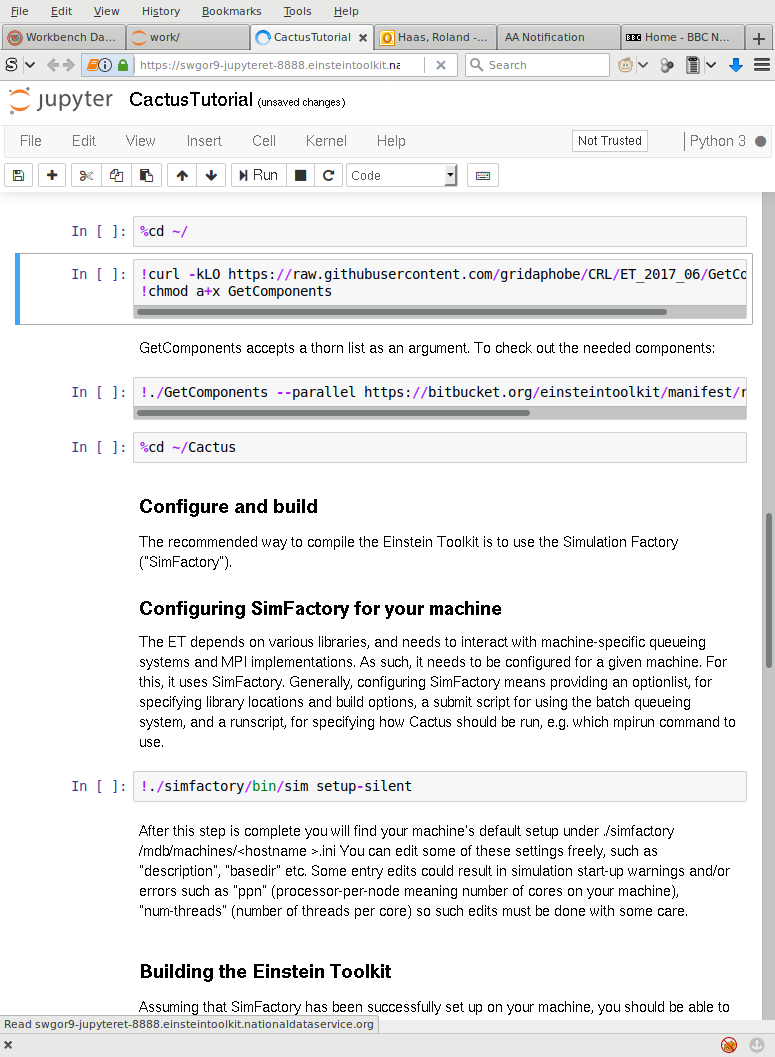 File Edit View History Bookmarks Tools Help
Workbench Da... work/ CactusTutorial Haas, Roland -... AA Notification BBC Home - BBC N...
S https://swgor9-jupyteret-8888.einsteintoolkit.na Search
jupyter CactusTutorial (unsaved changes)
File Edit View Insert Cell Kernel Help Not Trusted Python 3
Run Code
In [ ]: %cd ~/
In [ ]: !curl -kLO https://raw.githubusercontent.com/gridaphobe/CRL/ET_2017_06/GetCo
!chmod a+x GetComponents
GetComponents accepts a thorn list as an argument. To check out the needed components:
In [ ]: !./GetComponents --parallel https://bitbucket.org/einsteintoolkit/manifest/r
In [ ]: %cd ~/Cactus
Configure and build
The recommended way to compile the Einstein Toolkit is to use the Simulation Factory
("SimFactory").
Configuring SimFactory for your machine
The ET depends on various libraries, and needs to interact with machine-specific queueing
systems and MPI implementations. As such, it needs to be configured for a given machine. For
this, it uses SimFactory. Generally, configuring SimFactory means providing an optionlist, for
specifying library locations and build options, a submit script for using the batch queueing
system, and a runscript, for specifying how Cactus should be run, e.g. which mpirun command to
use.
In [ ]: !./simfactory/bin/sim setup-silent
After this step is complete you will find your machine's default setup under ./simfactory
/mdb/machines/<hostname >.ini You can edit some of these settings freely, such as
"description", "basedir" etc. Some entry edits could result in simulation start-up warnings and/or
errors such as "ppn" (processor-per-node meaning number of cores on your machine),
"num-threads" (number of threads per core) so such edits must be done with some care.
Building the Einstein Toolkit
Assuming that SimFactory has been successfully set up on your machine, you should be able to
Read swgor9-jupyteret-8888.einsteintoolkit.nationaldataservice.org